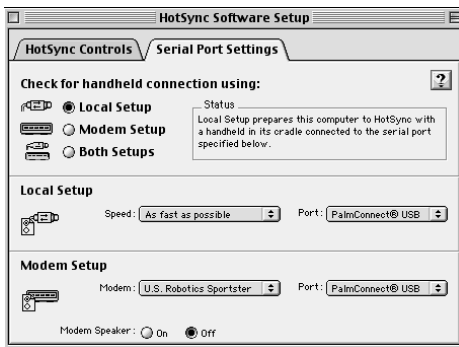 HotSync Software Setup
HotSync Controls
Serial Port Settings
Check for handheld connection using:
?
Local Setup
Modem Setup
Both Setups
Status
Local Setup prepares this computer to HotSync with
a handheld in its cradle connected to the serial port
specified below.
Local Setup
Speed: As fast as possible
Port: PalmConnect® USB
Modem Setup
Modem: U.S. Robotics Sportster
Port: PalmConnect® USB
Modem Speaker: On Off